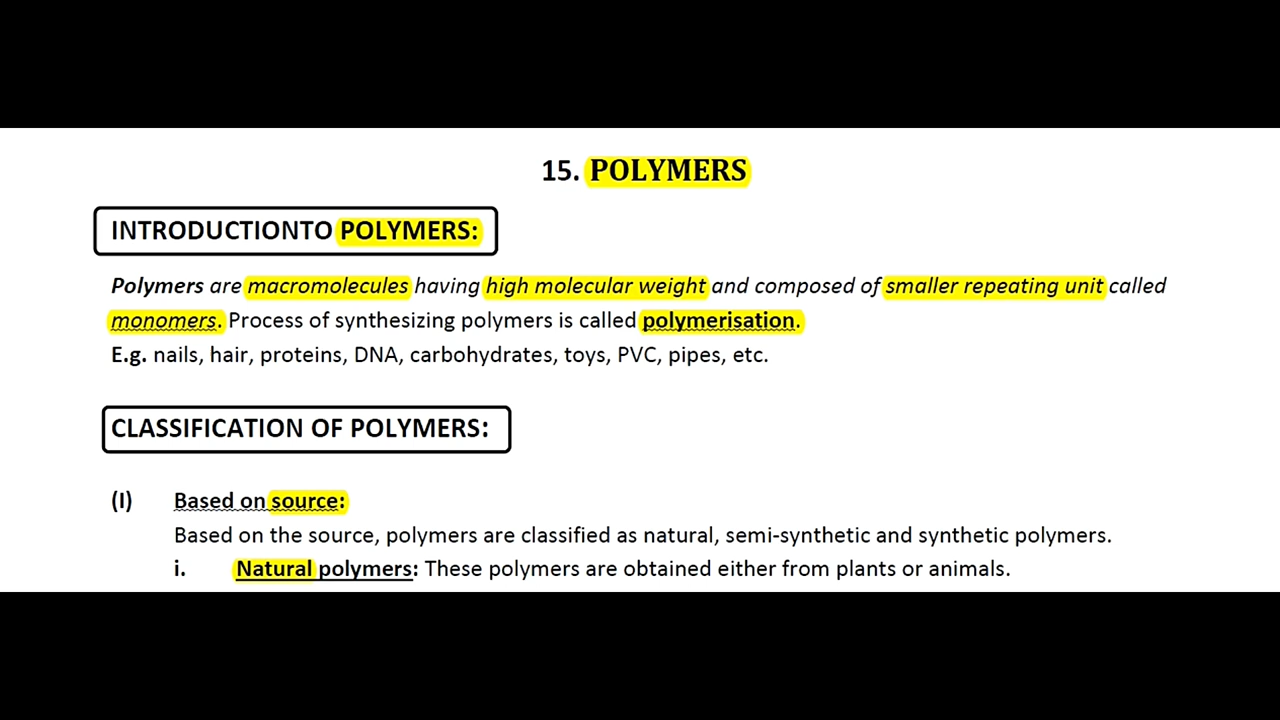 15. POLYMERS
INTRODUCTIONTO POLYMERS:
Polymers are macromolecules having high molecular weight and composed of smaller repeating unit called
monomers. Process of synthesizing polymers is called polymerisation.
E.g. nails, hair, proteins, DNA, carbohydrates, toys, PVC, pipes, etc.
CLASSIFICATION OF POLYMERS:
(I) Based on source:
Based on the source, polymers are classified as natural, semi-synthetic and synthetic polymers.
i. Natural polymers: These polymers are obtained either from plants or animals.